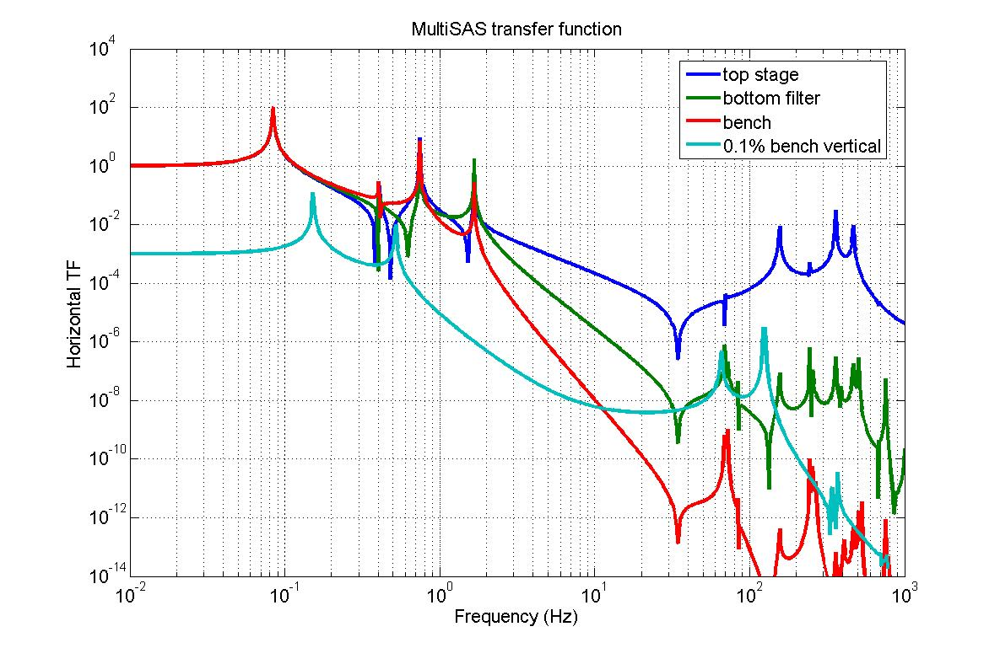 MultiSAS transfer function
10^4
10^2
10^0
10^-2
10^-4
10^-6
10^-8
10^-10
10^-12
10^-14
Horizontal TF
top stage
bottom filter
bench
0.1% bench vertical
10^-2 10^-1 10^0 10^1 10^2 10^3
Frequency (Hz)